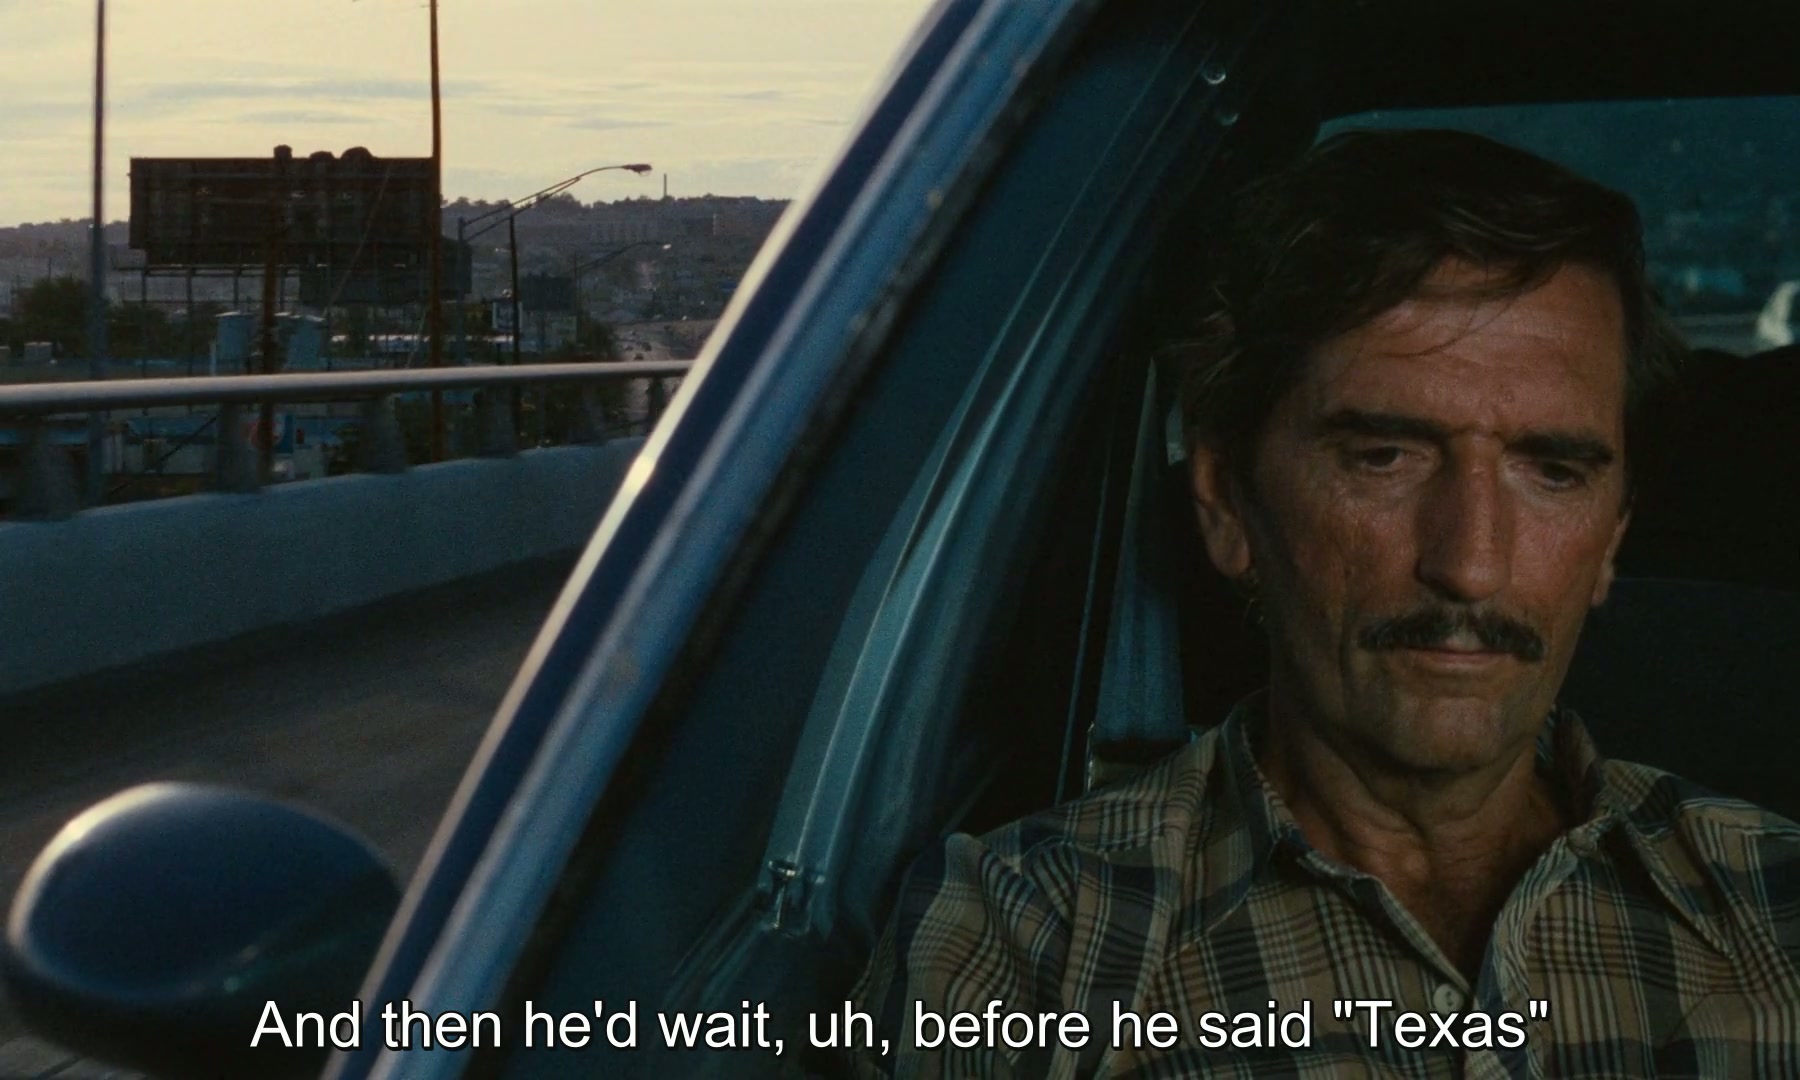 And then he'd wait, uh, before he said "Texas"